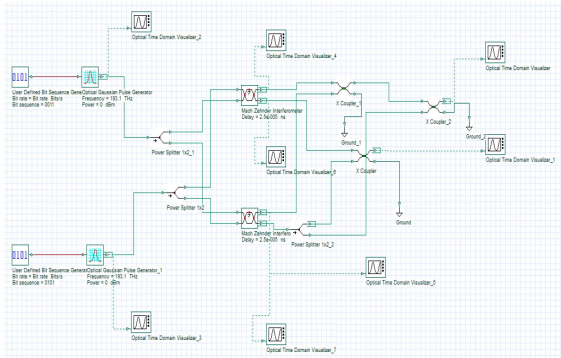 Optical Time Domain Visualizer_2
Optical Time Domain Visualizer_4
Optical Time Domain Visualizer
0101
User Defined Bit Sequence Gene
Bit rate = Bit rate Bits/s
Bit sequence = 0011
Optical Gaussian Pulse Generator
Frequency = 193.1 THz
Power = 0 dBm
Mach Zehnder Interferometer
Delay = 2.5e-005 ns
X Coupler_1
X Coupler_2
Ground_1
Ground_2
Power Splitter 1x2_1
Optical Time Domain Visualizer_6
X Coupler
Optical Time Domain Visualizer_1
Power Splitter 1x2
Mach Zehnder Interfero
Delay = 2.5e-005 ns
Power Splitter 1x2_2
Ground
0101
User Defined Bit Sequence Generat
Bit rate = Bit rate Bits/s
Bit sequence = 0101
Optical Gaussian Pulse Generator_1
Frequency = 193.1 THz
Power = 0 dBm
Optical Time Domain Visualizer_5
Optical Time Domain Visualizer_3
Optical Time Domain Visualizer_7